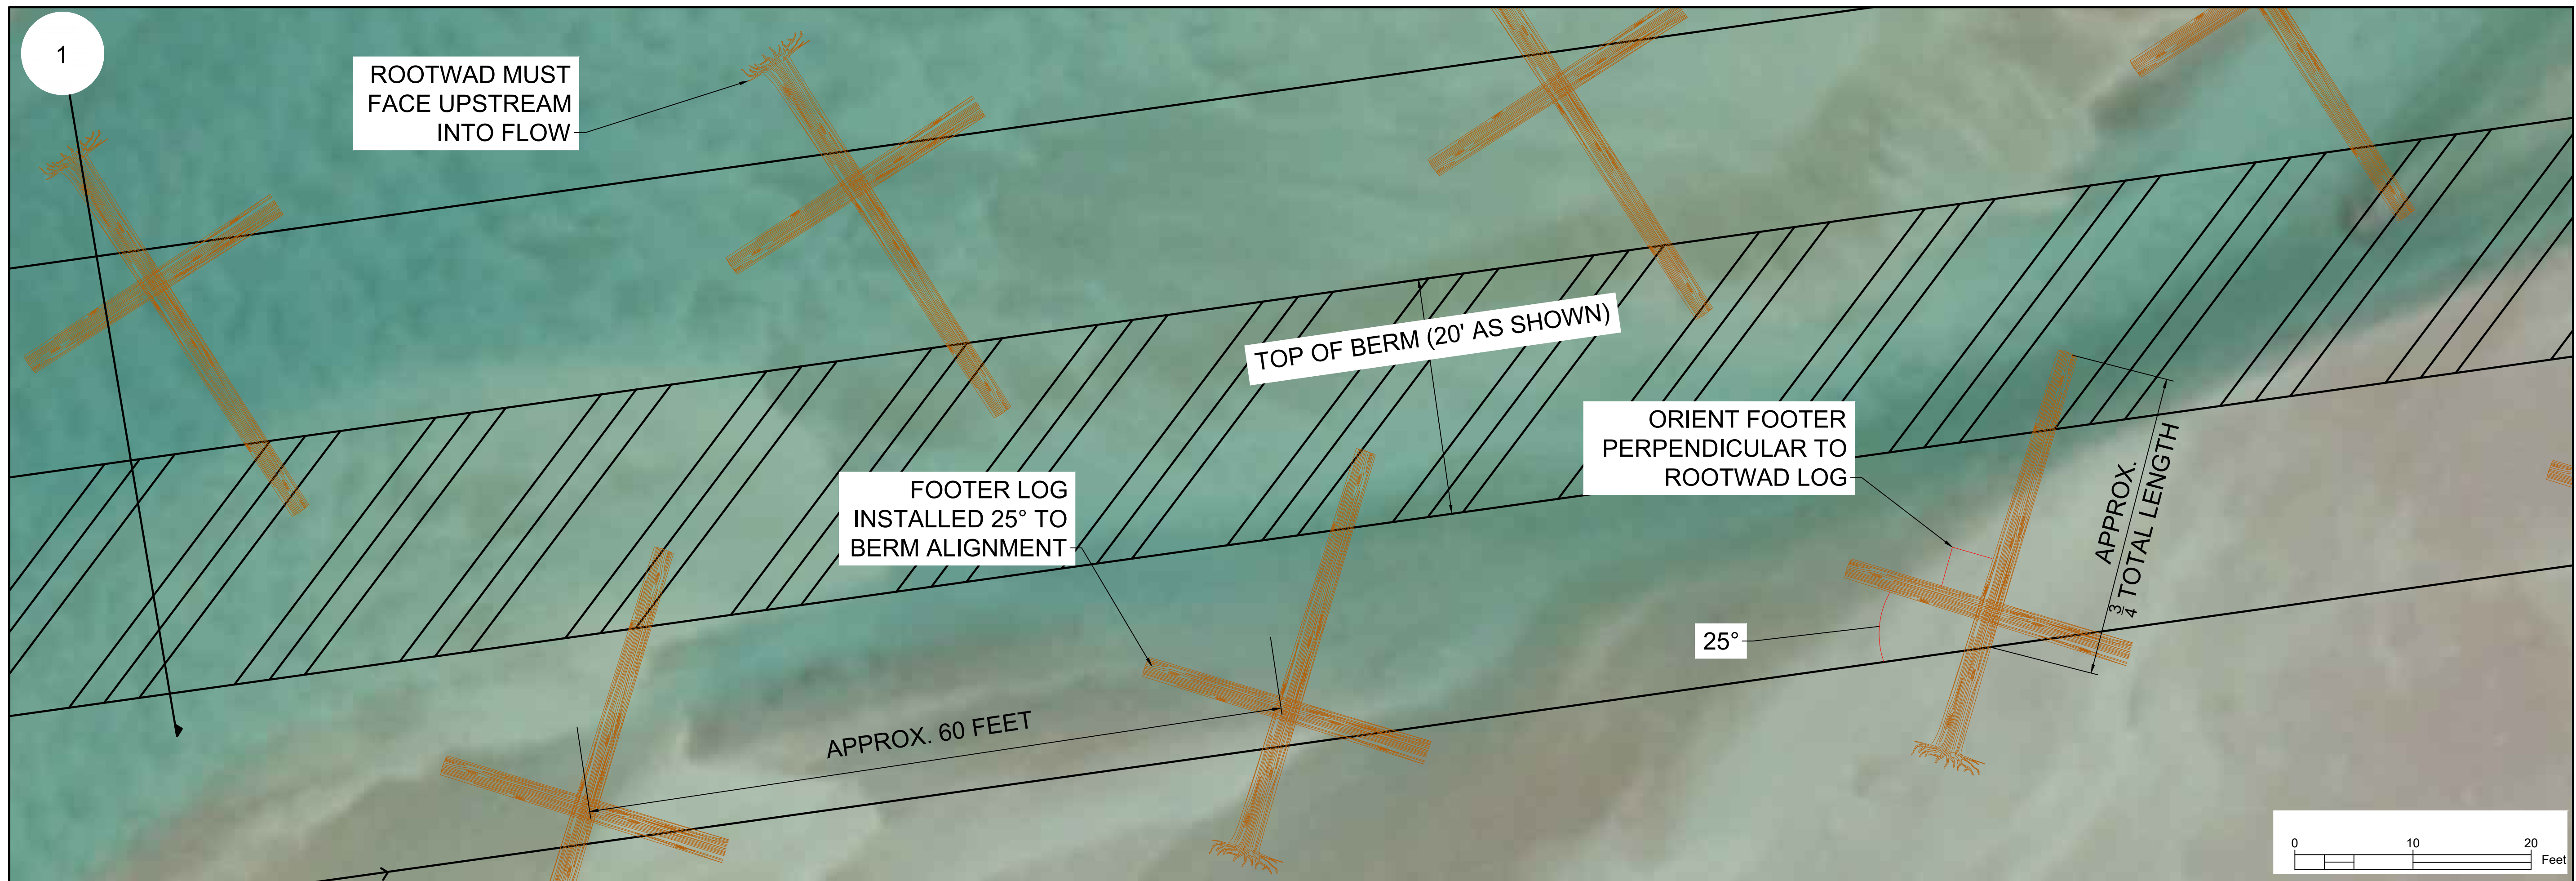 1
ROOTWAD MUST
FACE UPSTREAM
INTO FLOW
TOP OF BERM (20' AS SHOWN)
ORIENT FOOTER
PERPENDICULAR TO
ROOTWAD LOG
FOOTER LOG
INSTALLED 25° TO
BERM ALIGNMENT
APPROX.
3/4 TOTAL LENGTH
25°
APPROX. 60 FEET
0 10 20
Feet